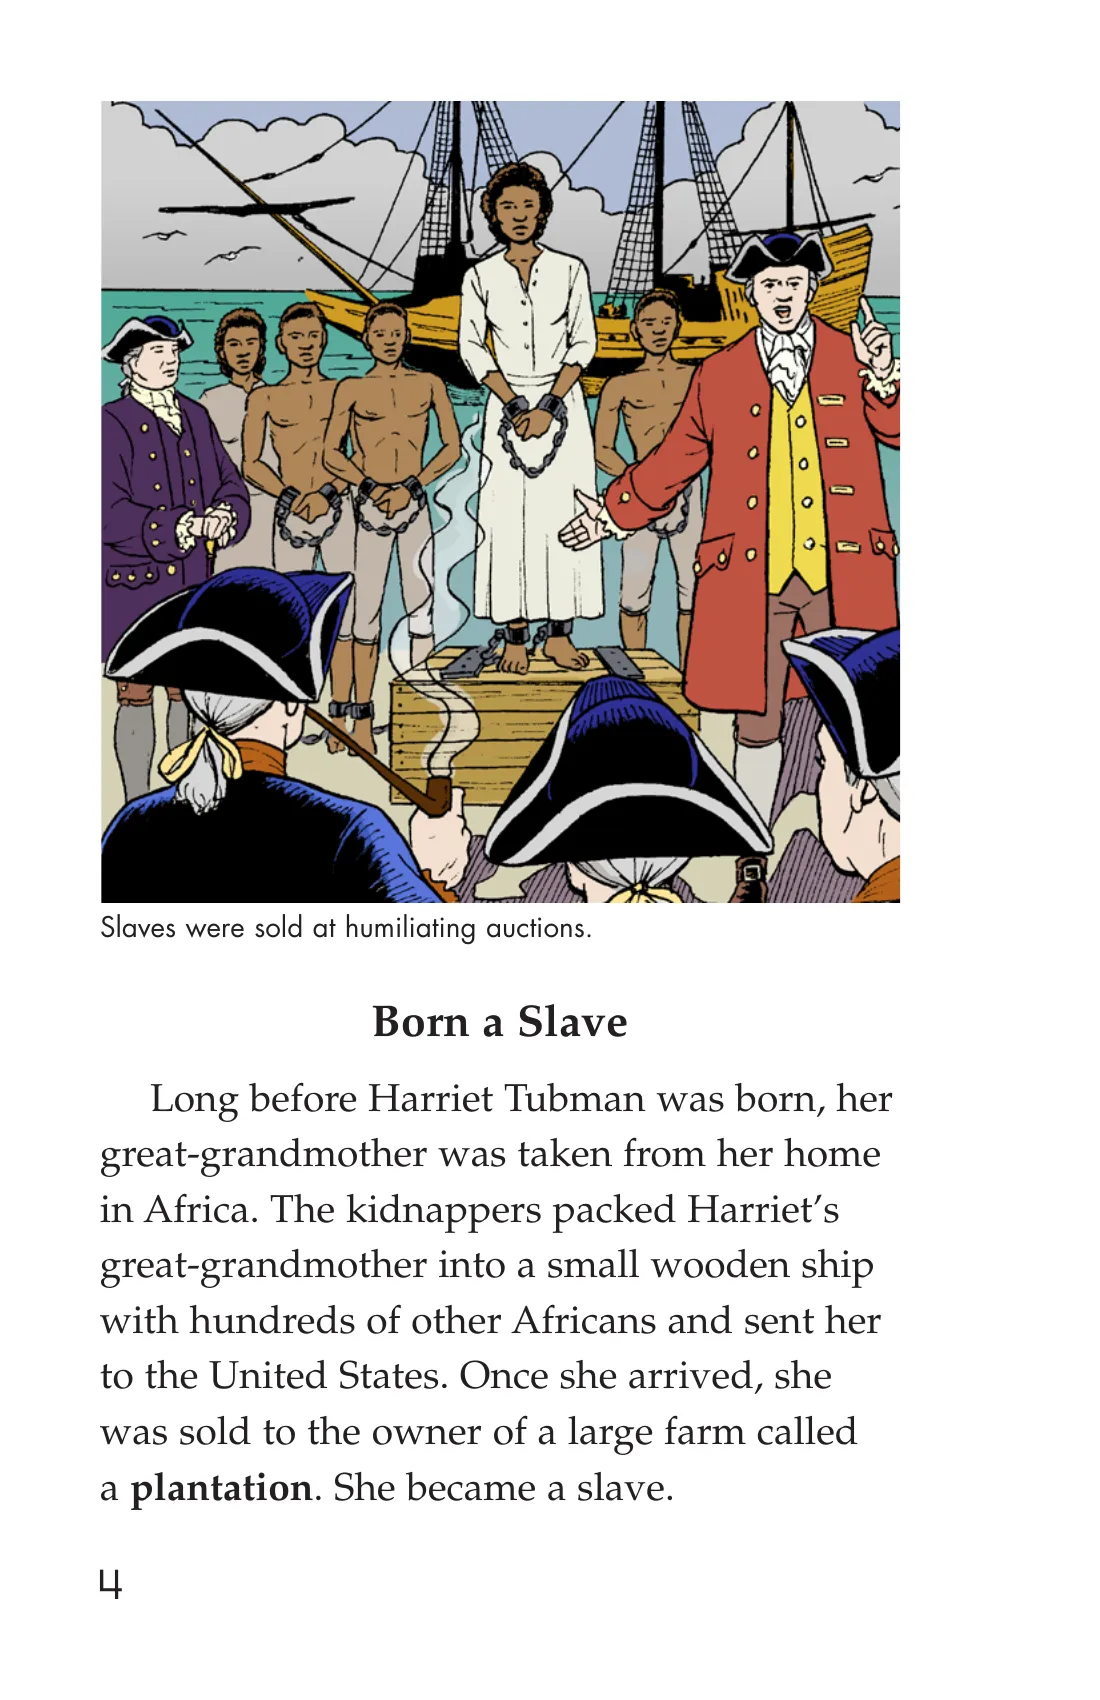 Slaves were sold at humiliating auctions.
Born a Slave
Long before Harriet Tubman was born, her
great-grandmother was taken from her home
in Africa. The kidnappers packed Harriet’s
great-grandmother into a small wooden ship
with hundreds of other Africans and sent her
to the United States. Once she arrived, she
was sold to the owner of a large farm called
a plantation. She became a slave.
4